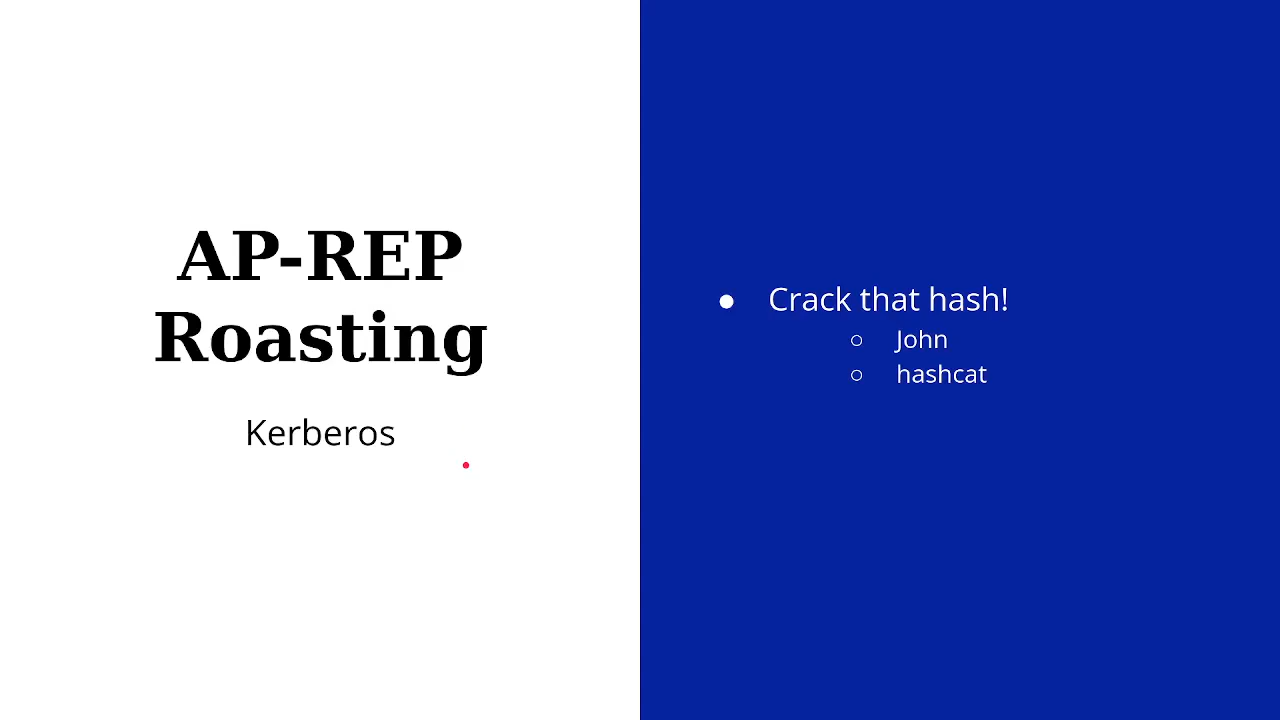 AP-REP
Roasting
Kerberos
● Crack that hash!
○ John
○ hashcat